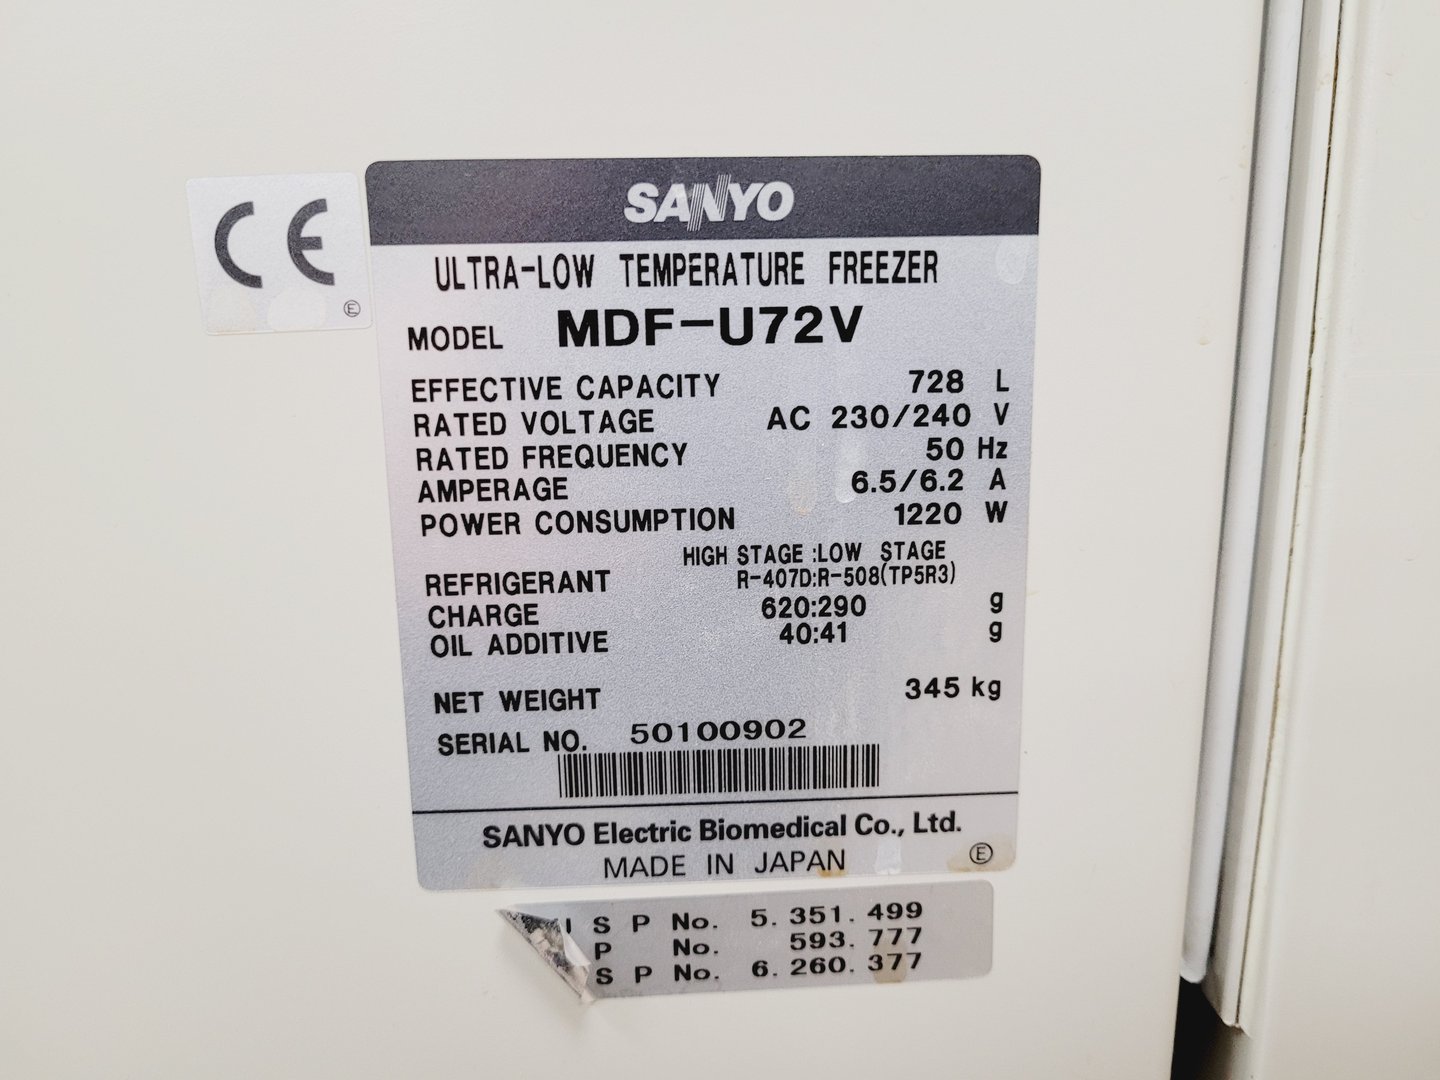 CE
Ⓔ
SANYO
ULTRA-LOW TEMPERATURE FREEZER
MODEL MDF-U72V
EFFECTIVE CAPACITY 728 L
RATED VOLTAGE AC 230/240 V
RATED FREQUENCY 50 Hz
AMPERAGE 6.5/6.2 A
POWER CONSUMPTION 1220 W
HIGH STAGE :LOW STAGE
REFRIGERANT R-407D:R-508(TP5R3)
CHARGE 620:290 g
OIL ADDITIVE 40:41 g
NET WEIGHT 345 kg
SERIAL NO. 50100902
SANYO Electric Biomedical Co., Ltd.
MADE IN JAPAN Ⓔ
S P No. 5. 351. 499
P No. 593. 777
S P No. 6. 260. 377